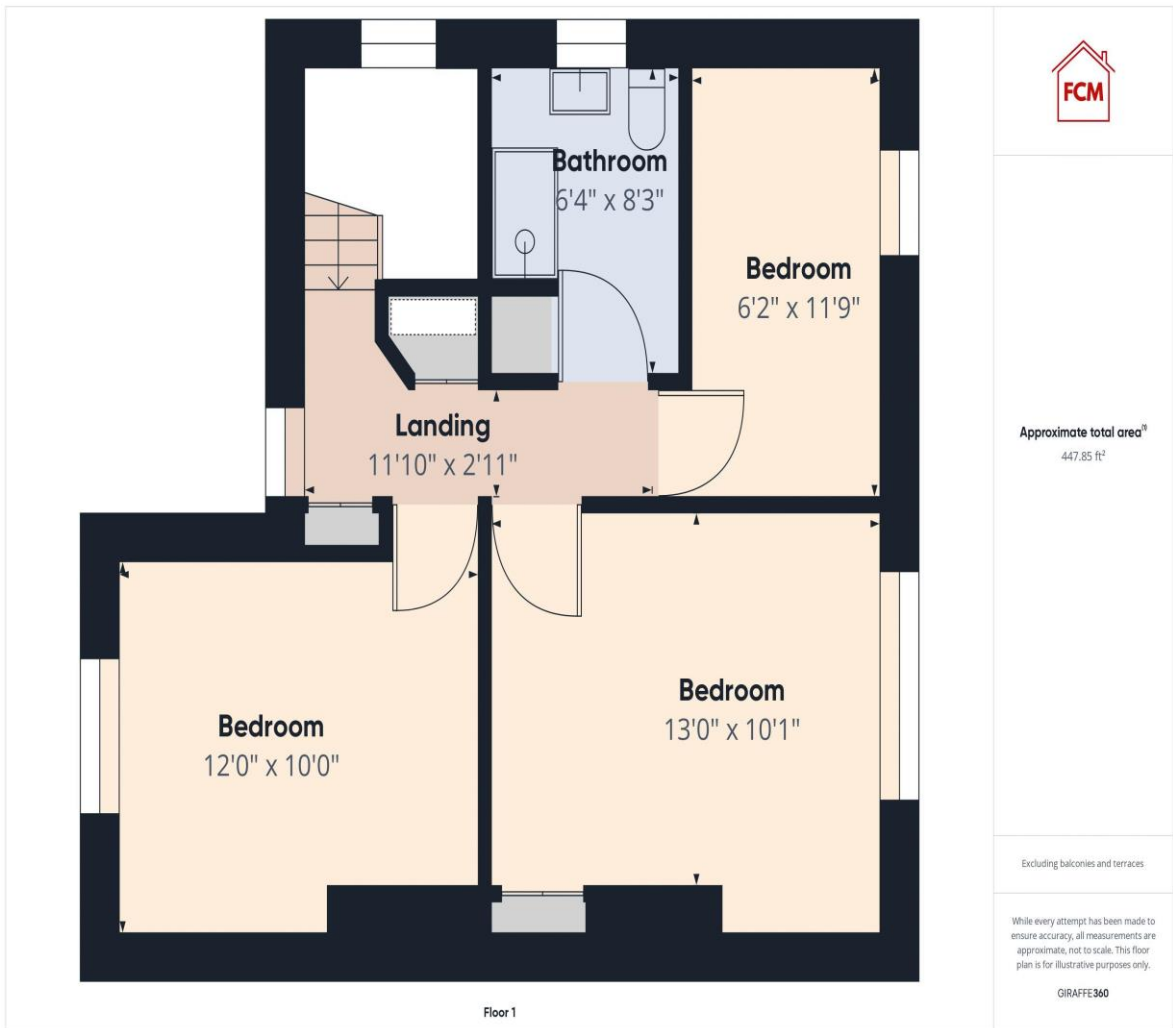 Bathroom
6'4" x 8'3"
Bedroom
6'2" x 11'9"
Landing
11'10" x 2'11"
Bedroom
12'0" x 10'0"
Bedroom
13'0" x 10'1"
Floor 1
FCM
Approximate total area⁽¹⁾
447.85 ft²
Excluding balconies and terraces
While every attempt has been made to
ensure accuracy, all measurements are
approximate, not to scale. This floor
plan is for illustrative purposes only.
GIRAFFE360